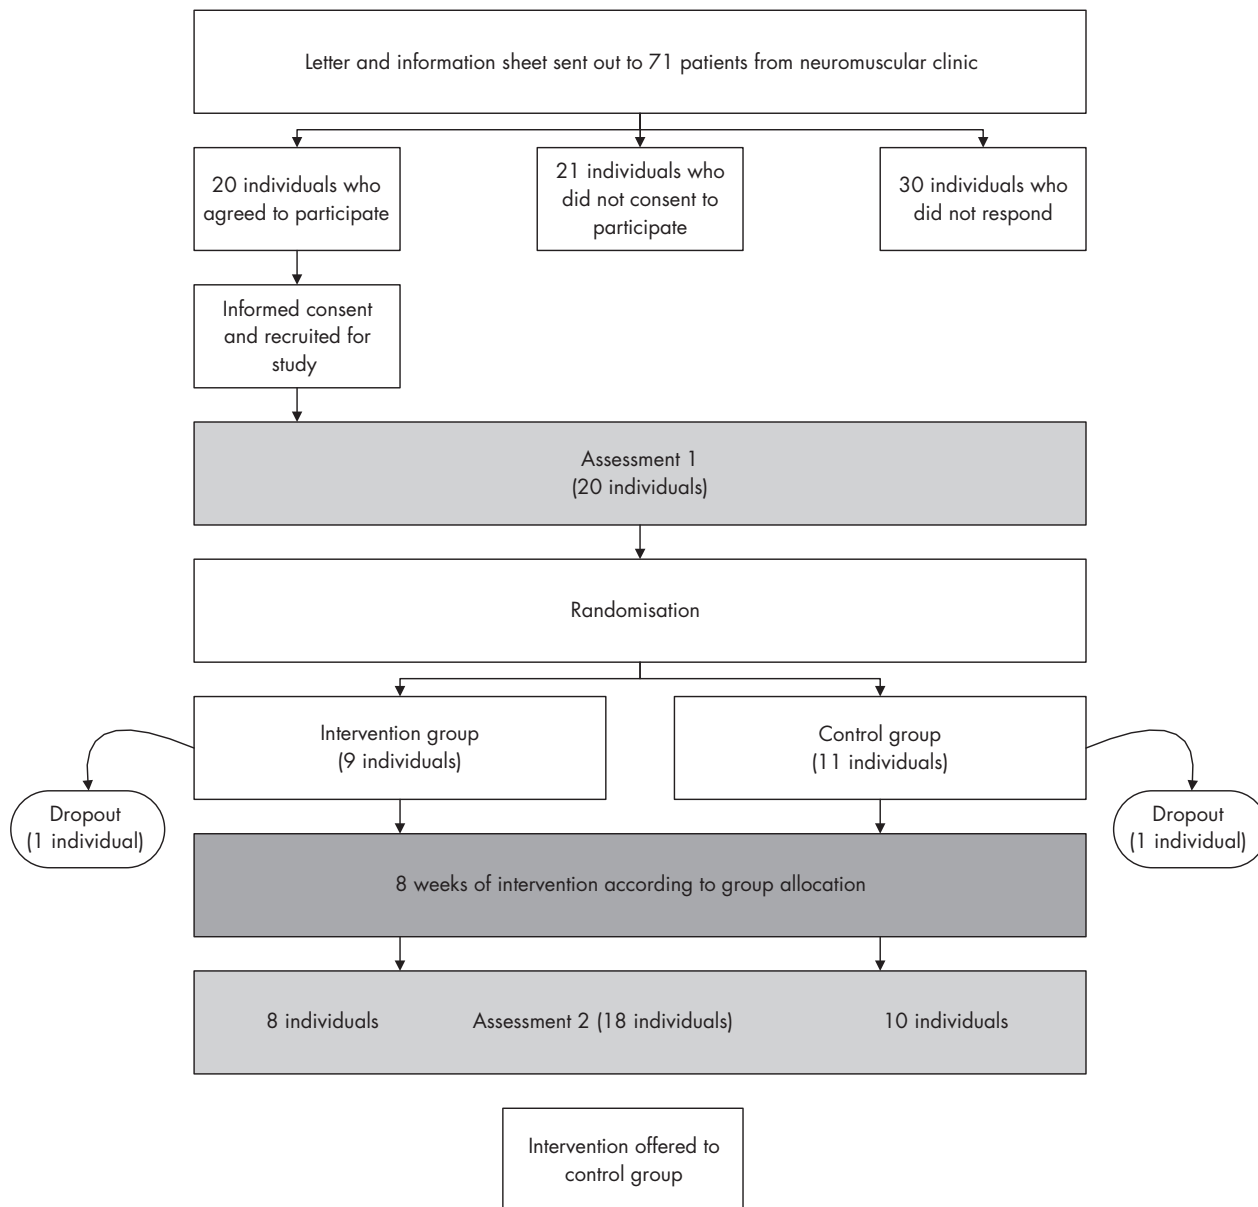 Letter and information sheet sent out to 71 patients from neuromuscular clinic
20 individuals who
agreed to participate
21 individuals who
did not consent to
participate
30 individuals who
did not respond
Informed consent
and recruited for
study
Assessment 1
(20 individuals)
Randomisation
Intervention group
(9 individuals)
Control group
(11 individuals)
Dropout
(1 individual)
Dropout
(1 individual)
8 weeks of intervention according to group allocation
8 individuals Assessment 2 (18 individuals) 10 individuals
Intervention offered to
control group